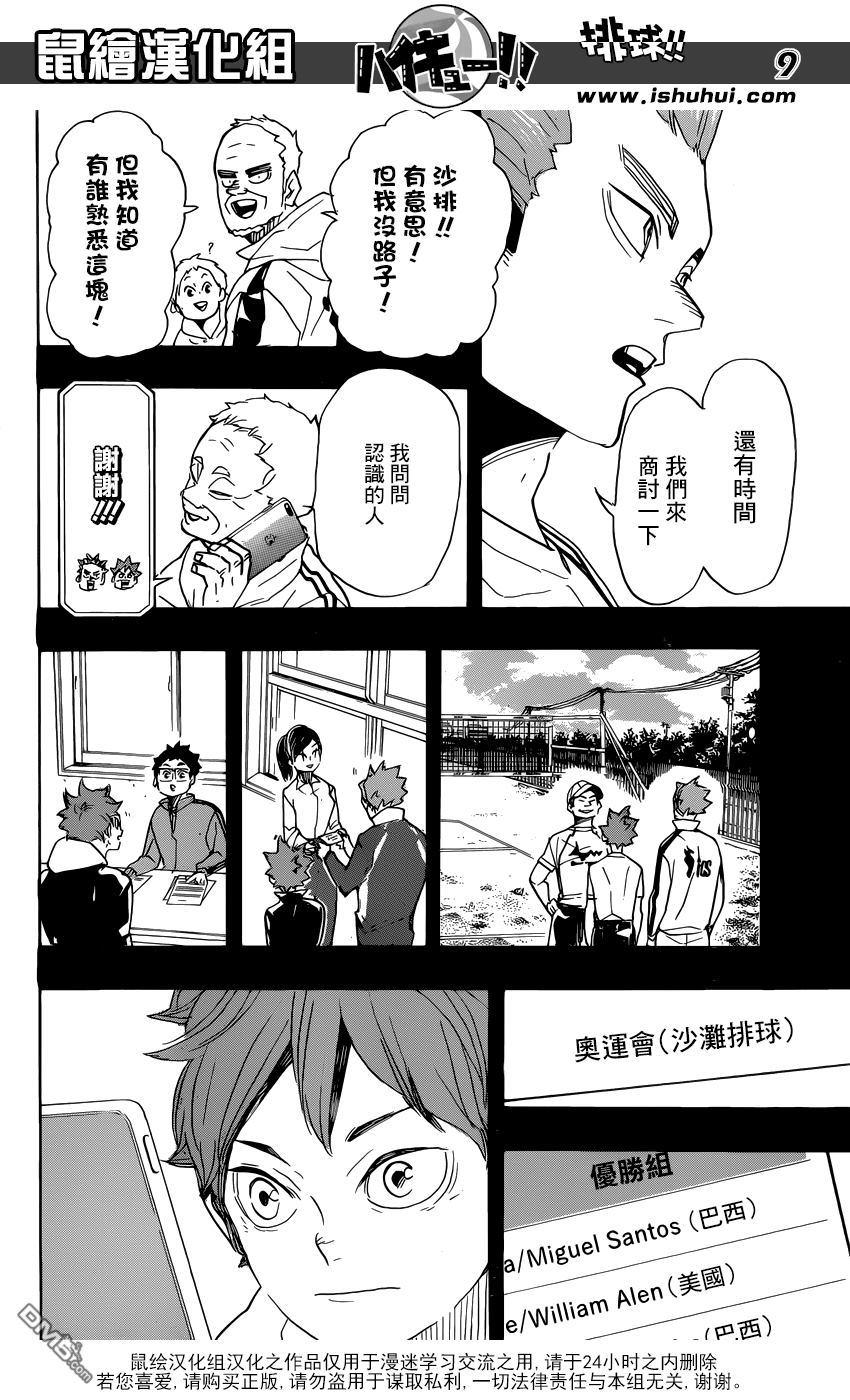 鼠繪漢化組
ハイキュー!!
排球!!
9
www.ishuhui.com
還有時間
我們來
商討一下
沙排!!
有意思!
但我沒路子!
但我知道
有誰熟悉這塊!
?
我問問
認識的人
謝謝!!!
奧運會(沙灘排球)
優勝組
a/Miguel Santos (巴西)
e/William Alen (美國)
(巴西)
鼠绘汉化组汉化之作品仅用于漫迷学习交流之用, 请于24小时之内删除
若您喜爱, 请购买正版, 请勿盗用于谋取私利, 一切法律责任与本组无关, 谢谢。